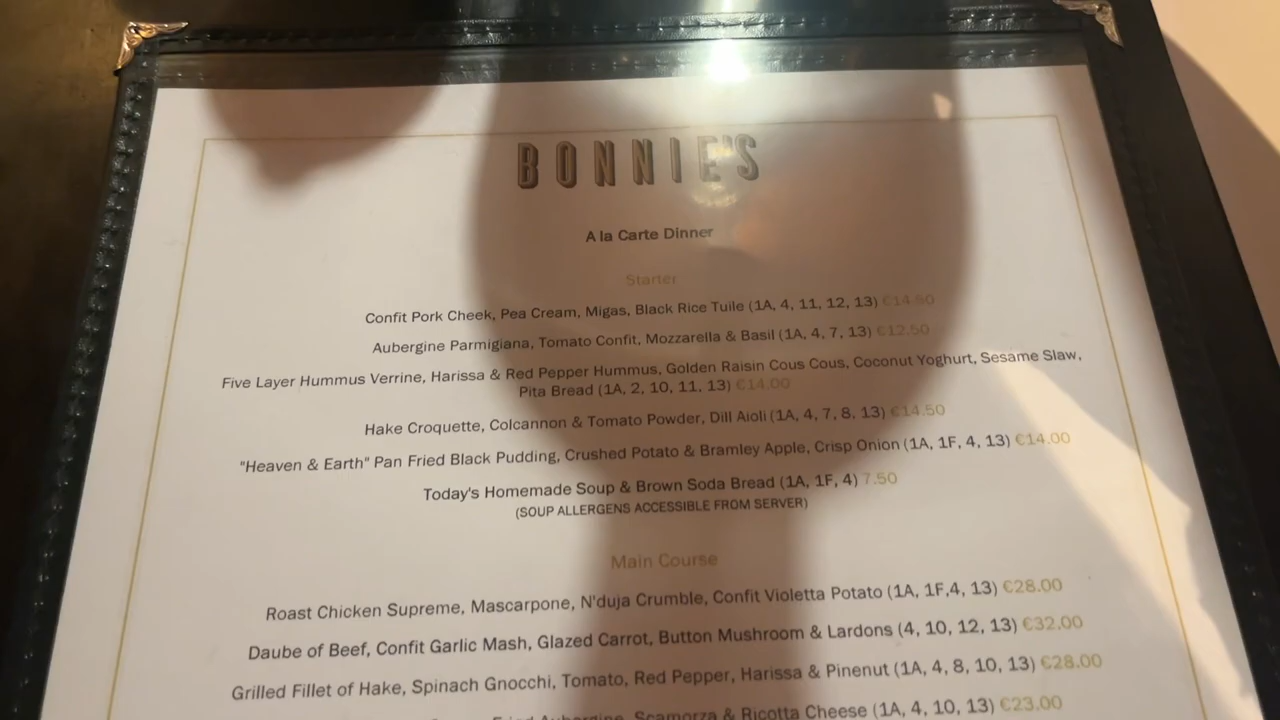 BONNIE'S
A la Carte Dinner
Starter
Confit Pork Cheek, Pea Cream, Migas, Black Rice Tuile (1A, 4, 11, 12, 13) €14.50
Aubergine Parmigiana, Tomato Confit, Mozzarella & Basil (1A, 4, 7, 13) €12.50
Five Layer Hummus Verrine, Harissa & Red Pepper Hummus, Golden Raisin Cous Cous, Coconut Yoghurt, Sesame Slaw,
Pita Bread (1A, 2, 10, 11, 13) €14.00
Hake Croquette, Colcannon & Tomato Powder, Dill Aioli (1A, 4, 7, 8, 13) €14.50
"Heaven & Earth" Pan Fried Black Pudding, Crushed Potato & Bramley Apple, Crisp Onion (1A, 1F, 4, 13) €14.00
Today's Homemade Soup & Brown Soda Bread (1A, 1F, 4) 7.50
(SOUP ALLERGENS ACCESSIBLE FROM SERVER)
Main Course
Roast Chicken Supreme, Mascarpone, N'duja Crumble, Confit Violetta Potato (1A, 1F,4, 13) €28.00
Daube of Beef, Confit Garlic Mash, Glazed Carrot, Button Mushroom & Lardons (4, 10, 12, 13) €32.00
Grilled Fillet of Hake, Spinach Gnocchi, Tomato, Red Pepper, Harissa & Pinenut (1A, 4, 8, 10, 13) €28.00
Fried Aubergine, Scamorza & Ricotta Cheese (1A, 4, 10, 13) €23.00